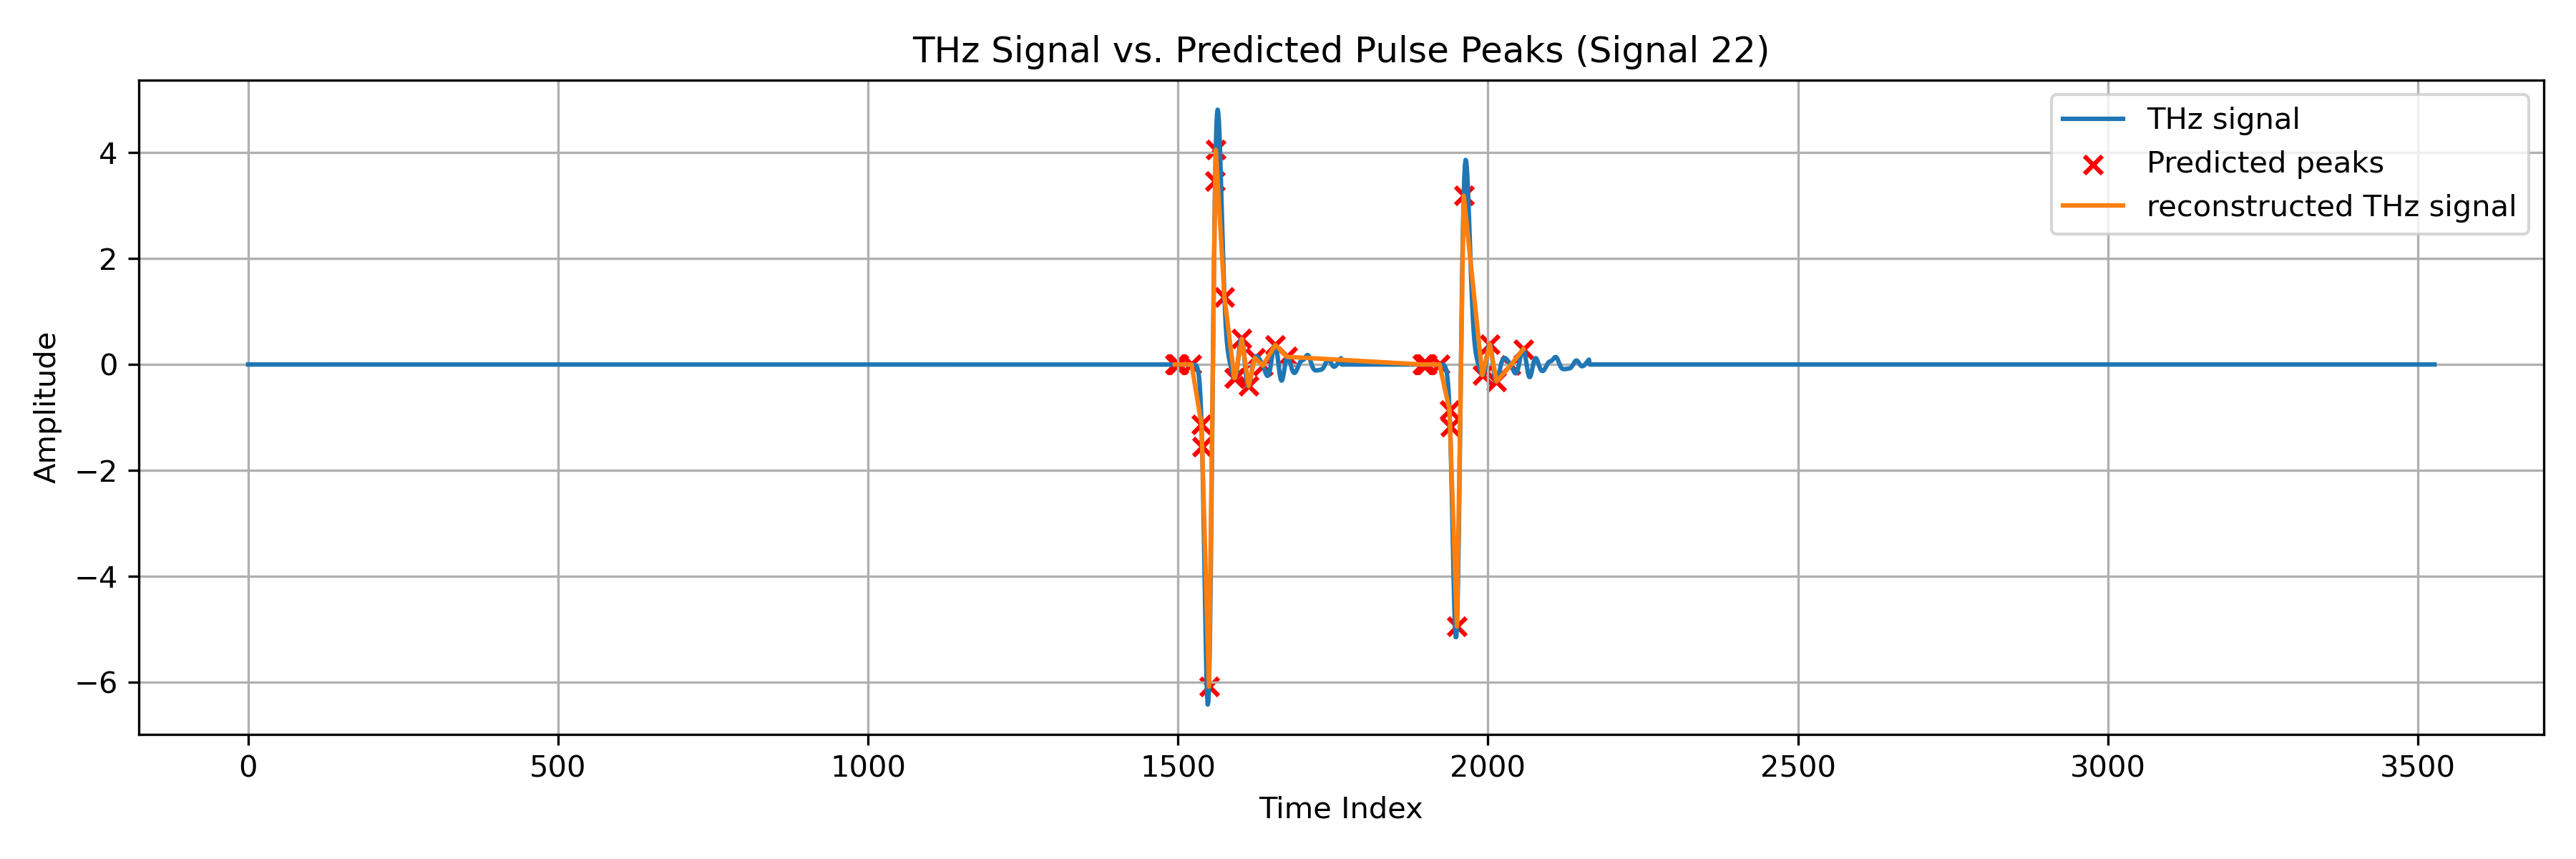 THz Signal vs. Predicted Pulse Peaks (Signal 22)
THz signal
Predicted peaks
reconstructed THz signal
Amplitude
4
2
0
−2
−4
−6
0 500 1000 1500 2000 2500 3000 3500
Time Index